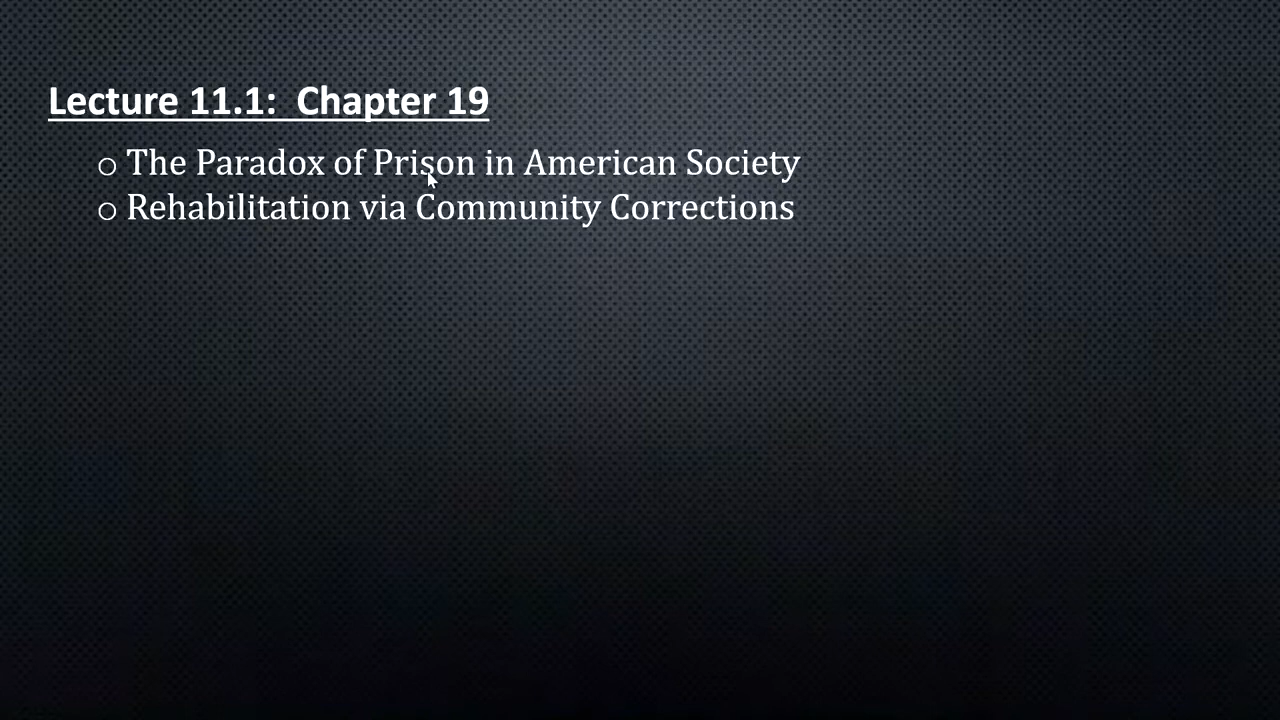 Lecture 11.1:  Chapter 19
○ The Paradox of Prison in American Society
○ Rehabilitation via Community Corrections